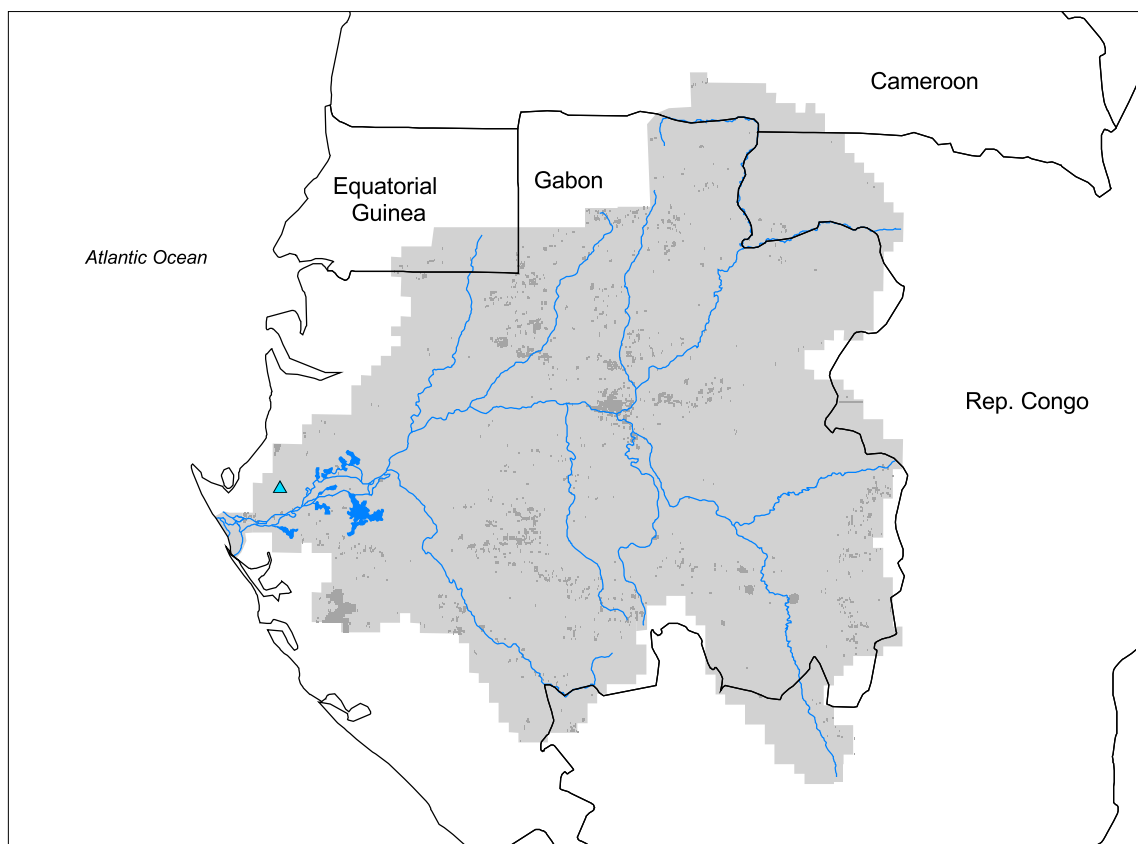 Cameroon
Equatorial
Guinea
Gabon
Atlantic Ocean
Rep. Congo